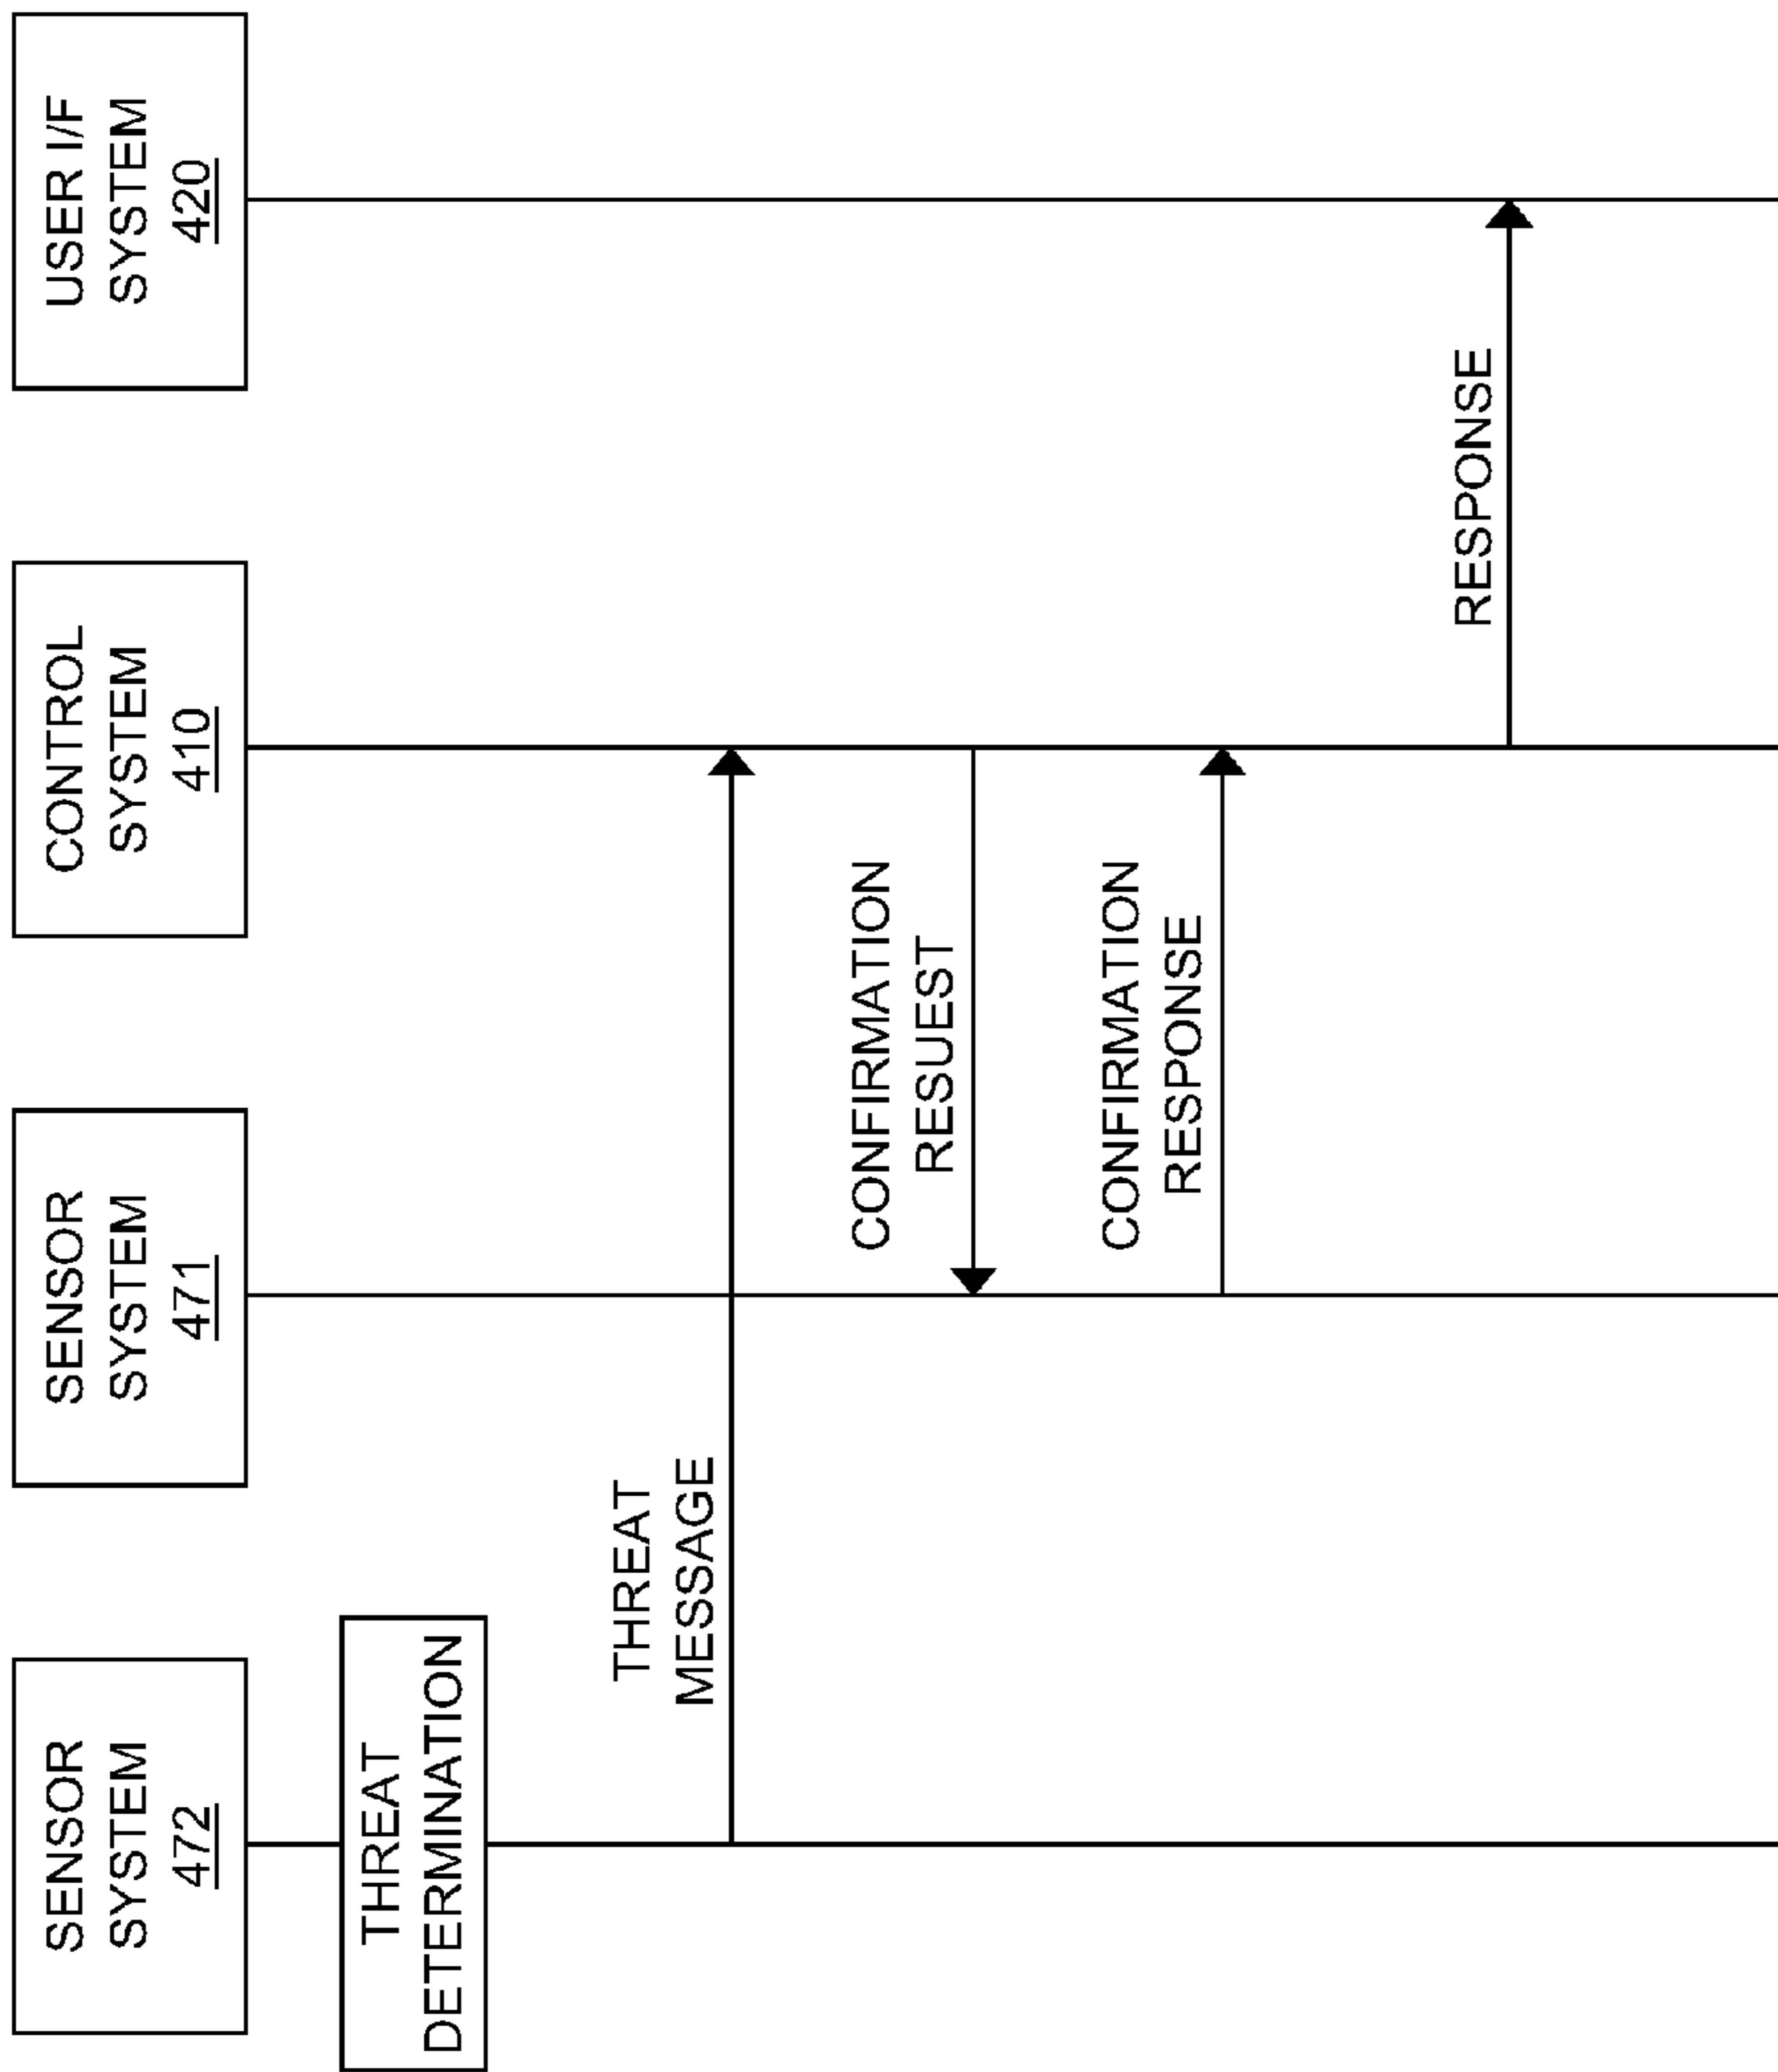 SENSOR
SYSTEM
472
SENSOR
SYSTEM
471
CONTROL
SYSTEM
410
USER I/F
SYSTEM
420
THREAT
DETERMINATION
THREAT
MESSAGE
CONFIRMATION
RESUEST
CONFIRMATION
RESPONSE
RESPONSE